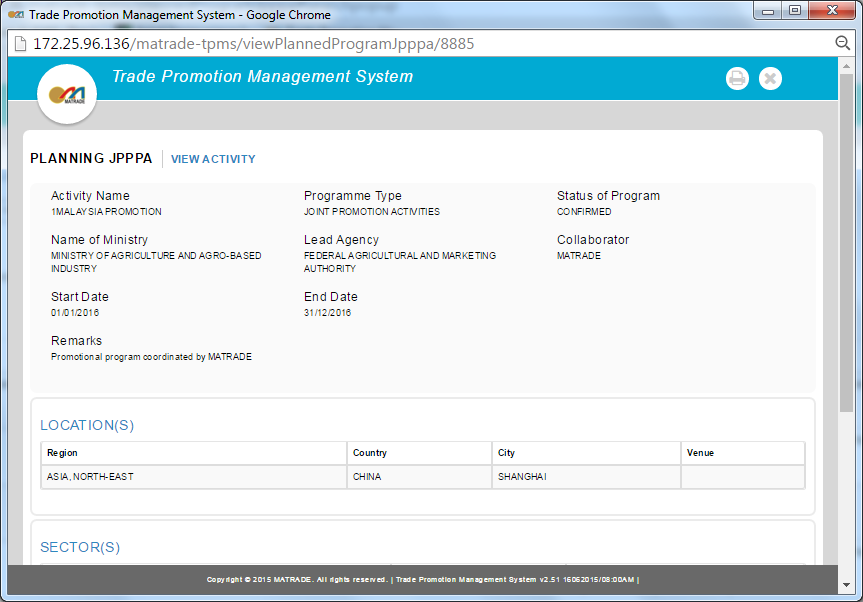 Trade Promotion Management System - Google Chrome
172.25.96.136/matrade-tpms/viewPlannedProgramJpppa/8885
Trade Promotion Management System
MATRADE
PLANNING JPPPA | VIEW ACTIVITY
Activity Name Programme Type Status of Program
1MALAYSIA PROMOTION JOINT PROMOTION ACTIVITIES CONFIRMED
Name of Ministry Lead Agency Collaborator
MINISTRY OF AGRICULTURE AND AGRO-BASED FEDERAL AGRICULTURAL AND MARKETING MATRADE
INDUSTRY AUTHORITY
Start Date End Date
01/01/2016 31/12/2016
Remarks
Promotional program coordinated by MATRADE
LOCATION(S)
Region Country City Venue
ASIA, NORTH-EAST CHINA SHANGHAI
SECTOR(S)
Copyright © 2015 MATRADE. All rights reserved. | Trade Promotion Management System v2.51 16062015/08:00AM |